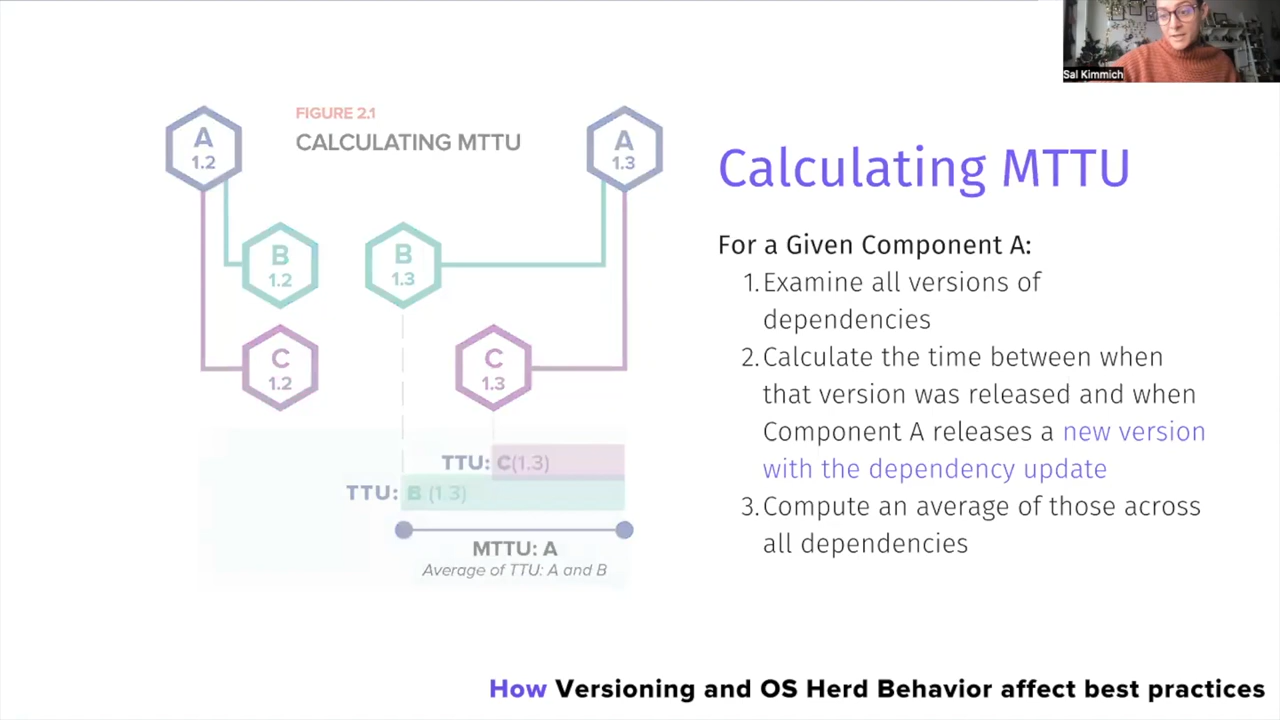 Sal Kimmich
FIGURE 2.1
CALCULATING MTTU
A
1.2
A
1.3
B
1.2
B
1.3
C
1.2
C
1.3
TTU: C(1.3)
TTU: B (1.3)
MTTU: A
Average of TTU: A and B
Calculating MTTU
For a Given Component A:
1. Examine all versions of
dependencies
2. Calculate the time between when
that version was released and when
Component A releases a new version
with the dependency update
3. Compute an average of those across
all dependencies
How Versioning and OS Herd Behavior affect best practices